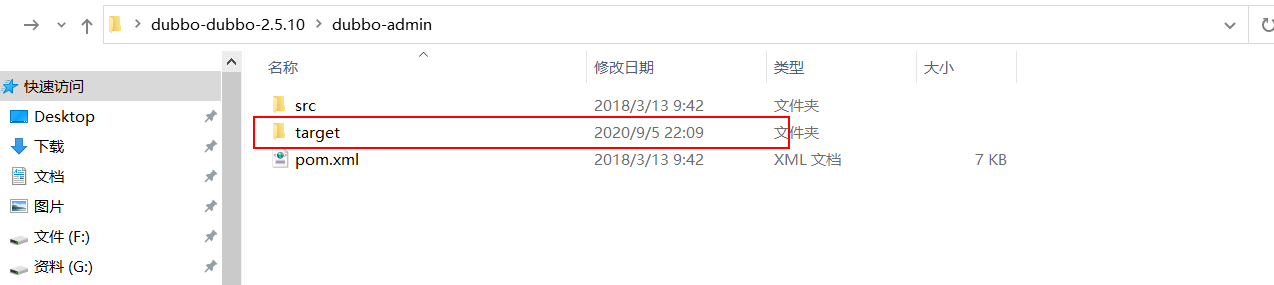 dubbo-dubbo-2.5.10 > dubbo-admin
名称 修改日期 类型 大小
快速访问
Desktop
下载
文档
图片
文件 (F:)
资料 (G:)
src 2018/3/13 9:42 文件夹
target 2020/9/5 22:09 文件夹
pom.xml 2018/3/13 9:42 XML 文档 7 KB